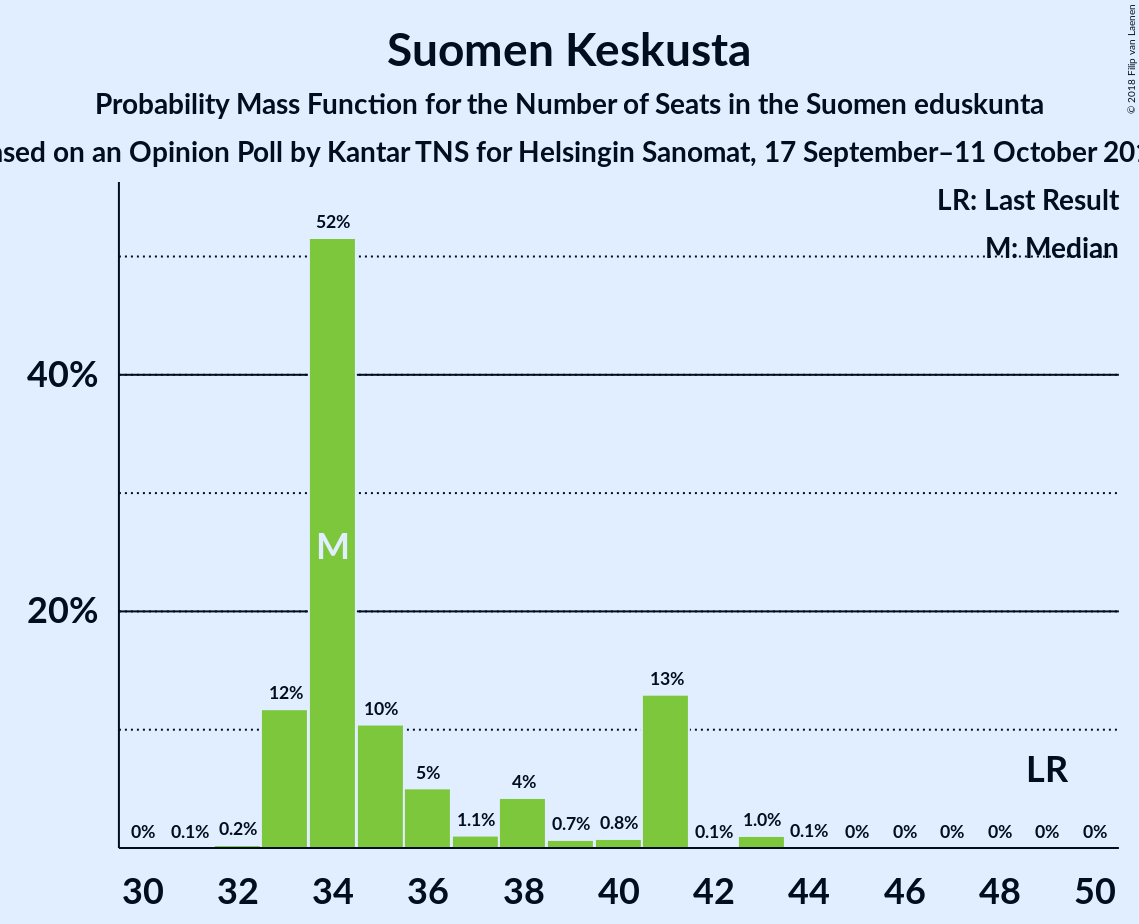 Suomen Keskusta
Probability Mass Function for the Number of Seats in the Suomen eduskunta
on an Opinion Poll by Kantar TNS for Helsingin Sanomat, 17 September–11 October
© 2018 Filip van Laenen
LR: Last Result
M: Median
52%
40%
M
20%
12%
10%
13%
5%
4%
LR
0% 0.1% 0.2% 1.1% 0.7% 0.8% 0.1% 1.0% 0.1% 0% 0% 0% 0% 0% 0%
30 32 34 36 38 40 42 44 46 48 50